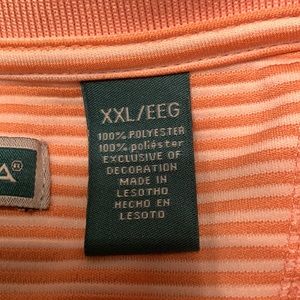 XXL/EEG
100% POLYESTER
100% poliéster
EXCLUSIVE OF
DECORATION
MADE IN
LESOTHO
HECHO EN
LESOTO
A®